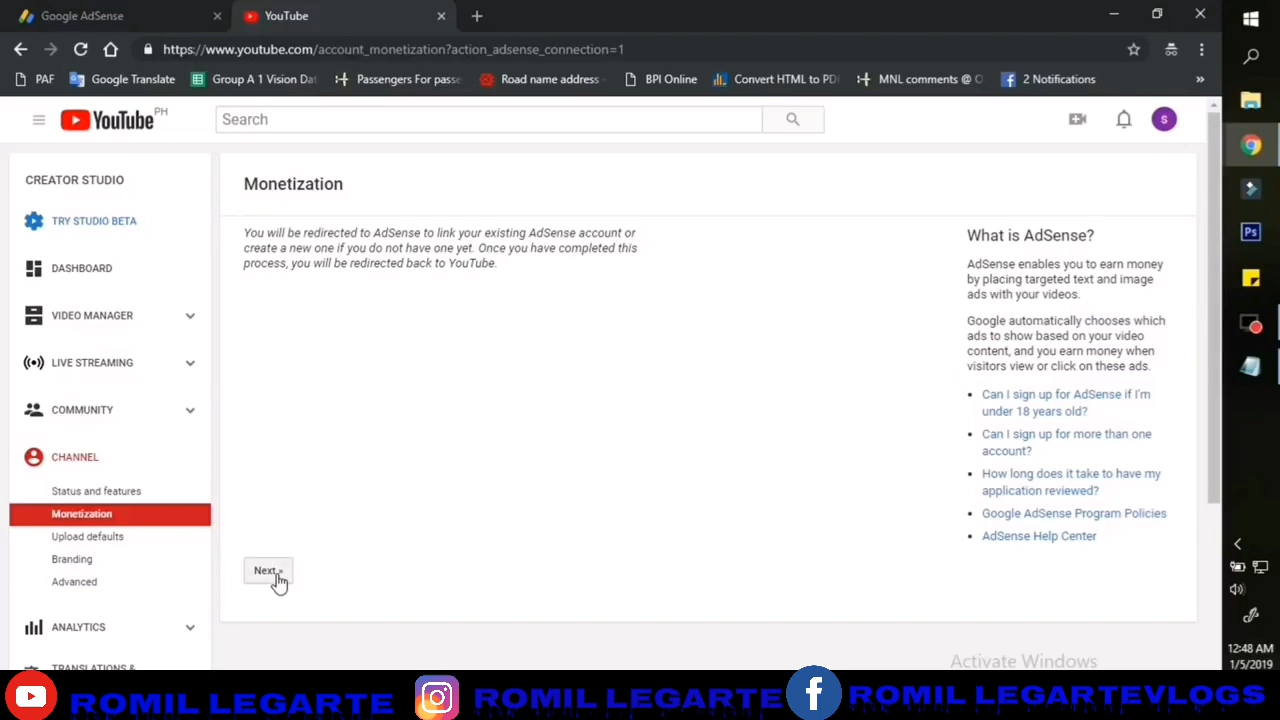 Google AdSense
YouTube
https://www.youtube.com/account_monetization?action_adsense_connection=1
PAF
Google Translate
Group A 1 Vision Dat
Passengers For passe
Road name address
BPI Online
Convert HTML to PD
MNL comments @ O
2 Notifications
YouTube PH
Search
S
CREATOR STUDIO
TRY STUDIO BETA
DASHBOARD
VIDEO MANAGER
LIVE STREAMING
COMMUNITY
CHANNEL
Status and features
Monetization
Upload defaults
Branding
Advanced
ANALYTICS
TRANSLATIONS &
Monetization
You will be redirected to AdSense to link your existing AdSense account or
create a new one if you do not have one yet. Once you have completed this
process, you will be redirected back to YouTube.
Next »
What is AdSense?
AdSense enables you to earn money
by placing targeted text and image
ads with your videos.
Google automatically chooses which
ads to show based on your video
content, and you earn money when
visitors view or click on these ads.
• Can I sign up for AdSense if I'm
under 18 years old?
• Can I sign up for more than one
account?
• How long does it take to have my
application reviewed?
• Google AdSense Program Policies
• AdSense Help Center
Activate Windows
Ps
12:48 AM
1/5/2019
ROMILL LEGARTE
ROMILL LEGARTE
ROMILL LEGARTEVLOGS